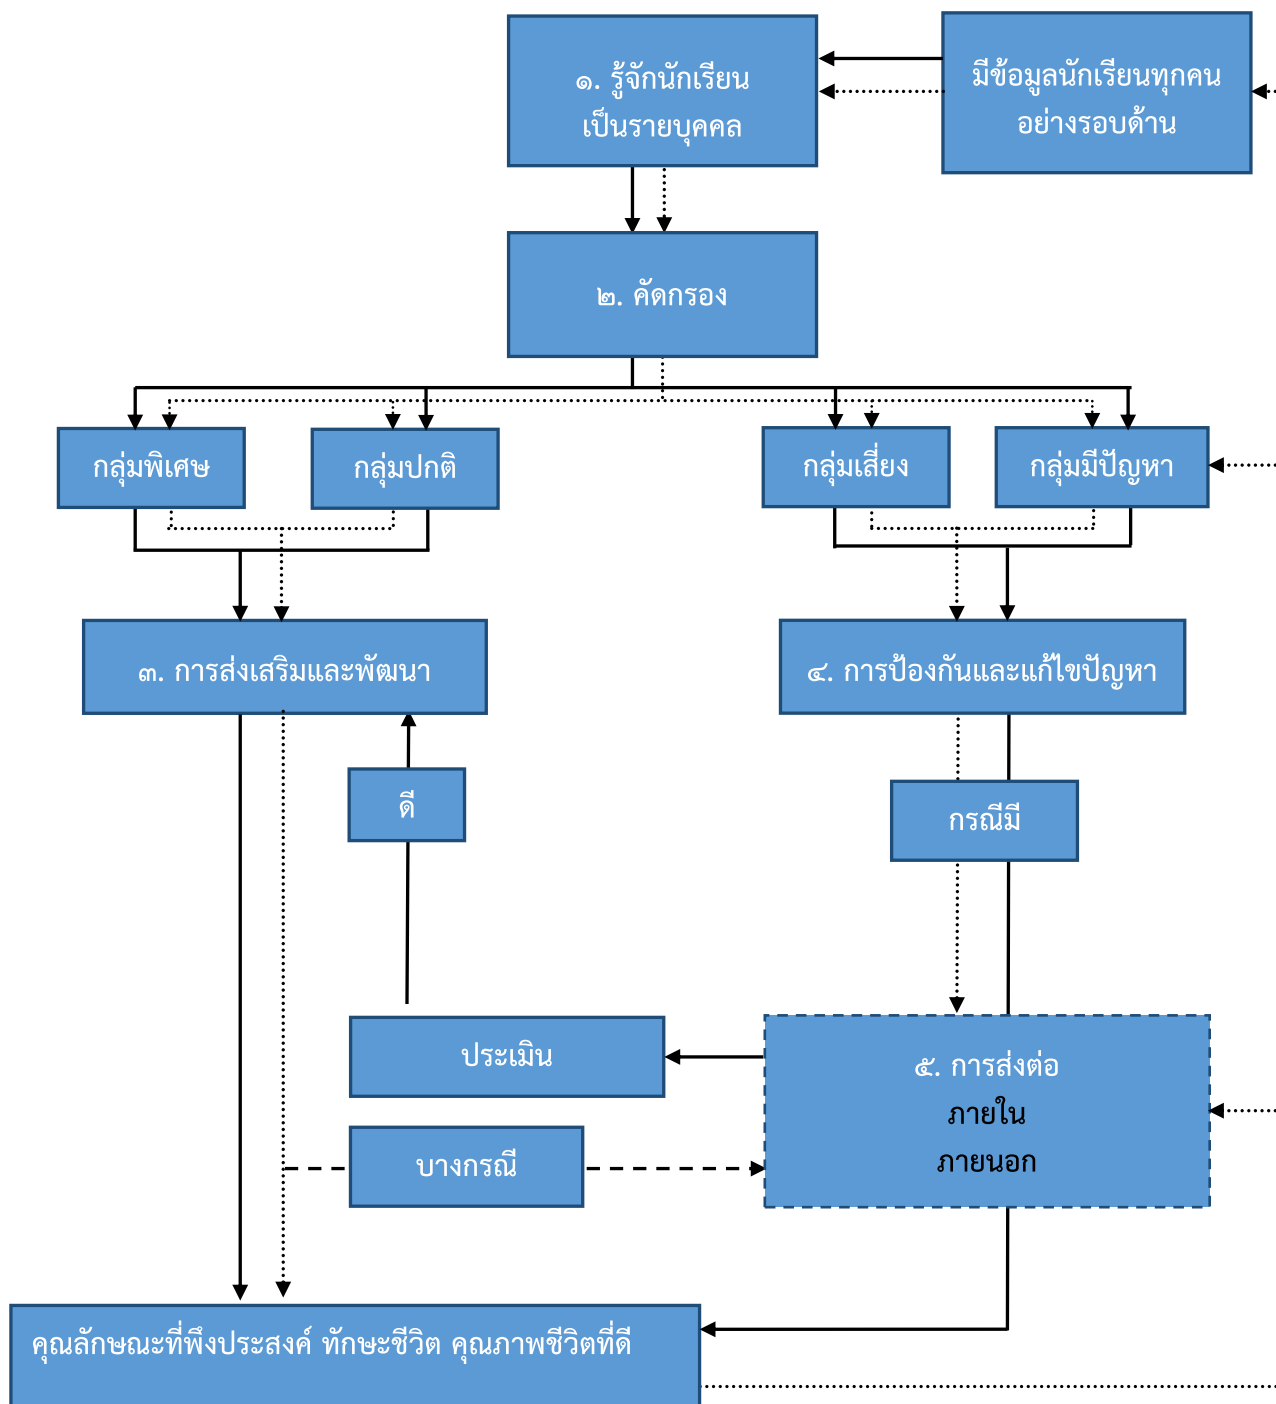 ๑. รู้จักนักเรียน
เป็นรายบุคคล
มีข้อมูลนักเรียนทุกคน
อย่างรอบด้าน
๒. คัดกรอง
กลุ่มพิเศษ
กลุ่มปกติ
กลุ่มเสี่ยง
กลุ่มมีปัญหา
๓. การส่งเสริมและพัฒนา
๔. การป้องกันและแก้ไขปัญหา
ดี
กรณีมี
ประเมิน
๕. การส่งต่อ
ภายใน
ภายนอก
บางกรณี
คุณลักษณะที่พึงประสงค์ ทักษะชีวิต คุณภาพชีวิตที่ดี